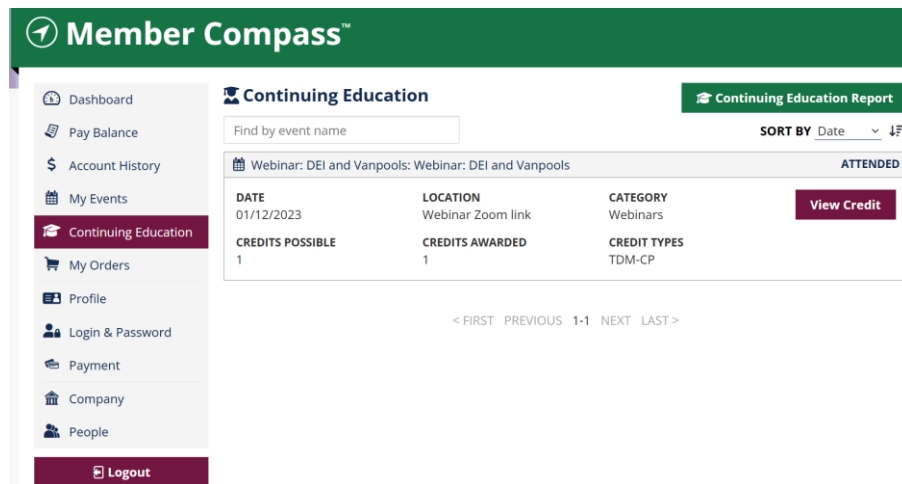 Member Compass™
Dashboard
Pay Balance
Account History
My Events
Continuing Education
My Orders
Profile
Login & Password
Payment
Company
People
Logout
Continuing Education
Continuing Education Report
Find by event name
SORT BY Date
Webinar: DEI and Vanpools: Webinar: DEI and Vanpools ATTENDED
DATE LOCATION CATEGORY
01/12/2023 Webinar Zoom link Webinars
View Credit
CREDITS POSSIBLE CREDITS AWARDED CREDIT TYPES
1 1 TDM-CP
< FIRST PREVIOUS 1-1 NEXT LAST >